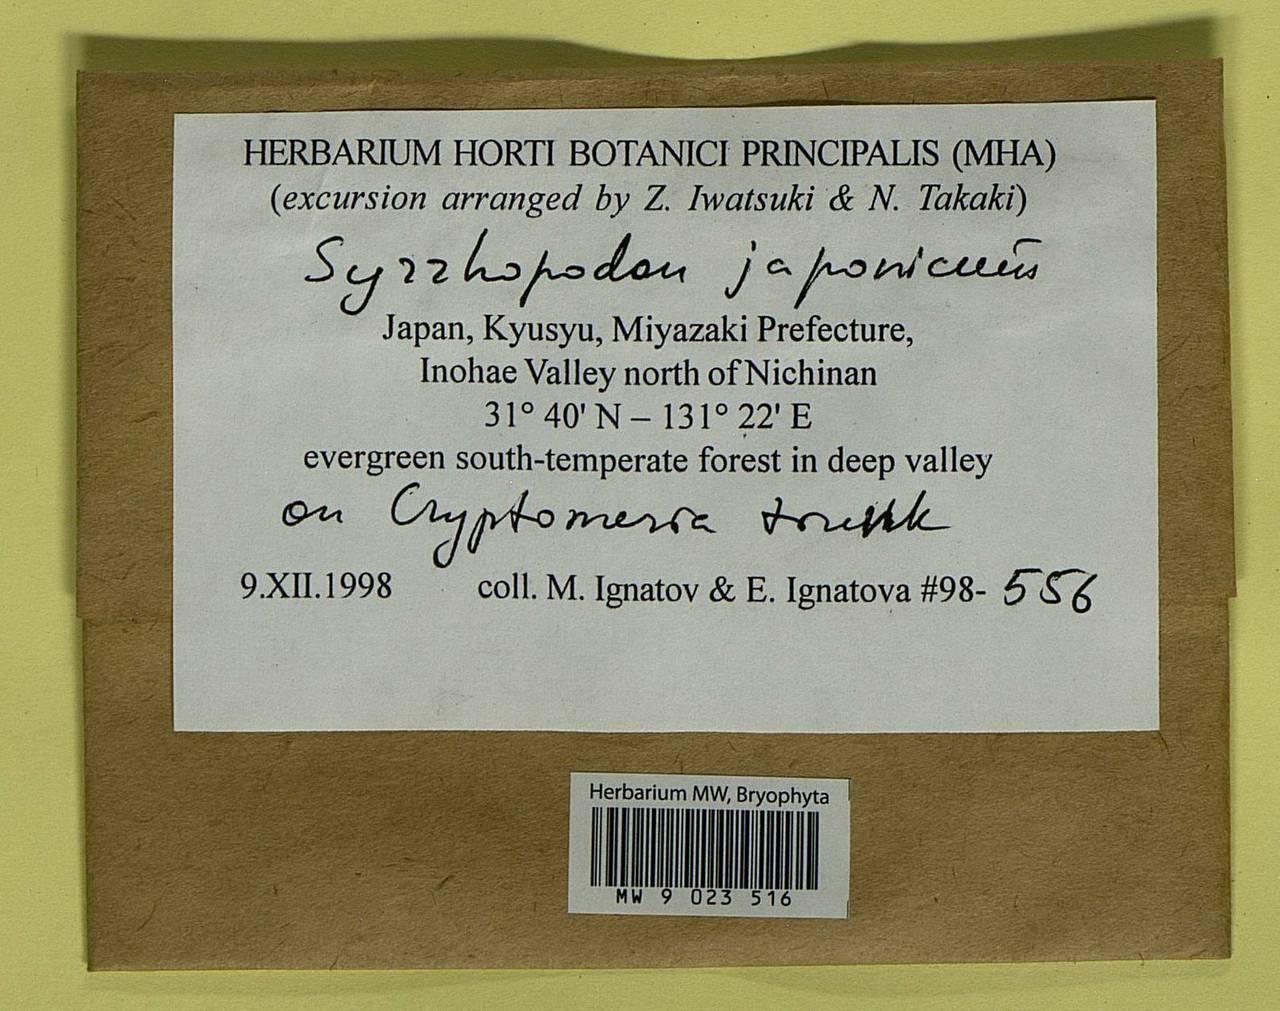 HERBARIUM HORTI BOTANICI PRINCIPALIS (MHA)
(excursion arranged by Z. Iwatsuki & N. Takaki)
Syrrhopodon japonicus
Japan, Kyusyu, Miyazaki Prefecture,
Inohae Valley north of Nichinan
31° 40' N – 131° 22' E
evergreen south-temperate forest in deep valley
on Cryptomeria trunk
9.XII.1998 coll. M. Ignatov & E. Ignatova #98- 556
Herbarium MW, Bryophyta
MW 9 023 516